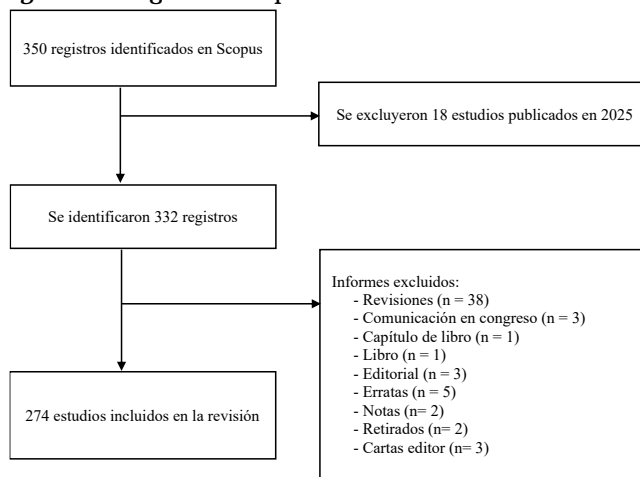 350 registros identificados en Scopus
Se excluyeron 18 estudios publicados en 2025
Se identificaron 332 registros
Informes excluidos:
- Revisiones (n = 38)
- Comunicación en congreso (n = 3)
- Capítulo de libro (n = 1)
- Libro (n = 1)
- Editorial (n = 3)
- Erratas (n = 5)
- Notas (n= 2)
- Retirados (n= 2)
- Cartas editor (n= 3)
274 estudios incluidos en la revisión